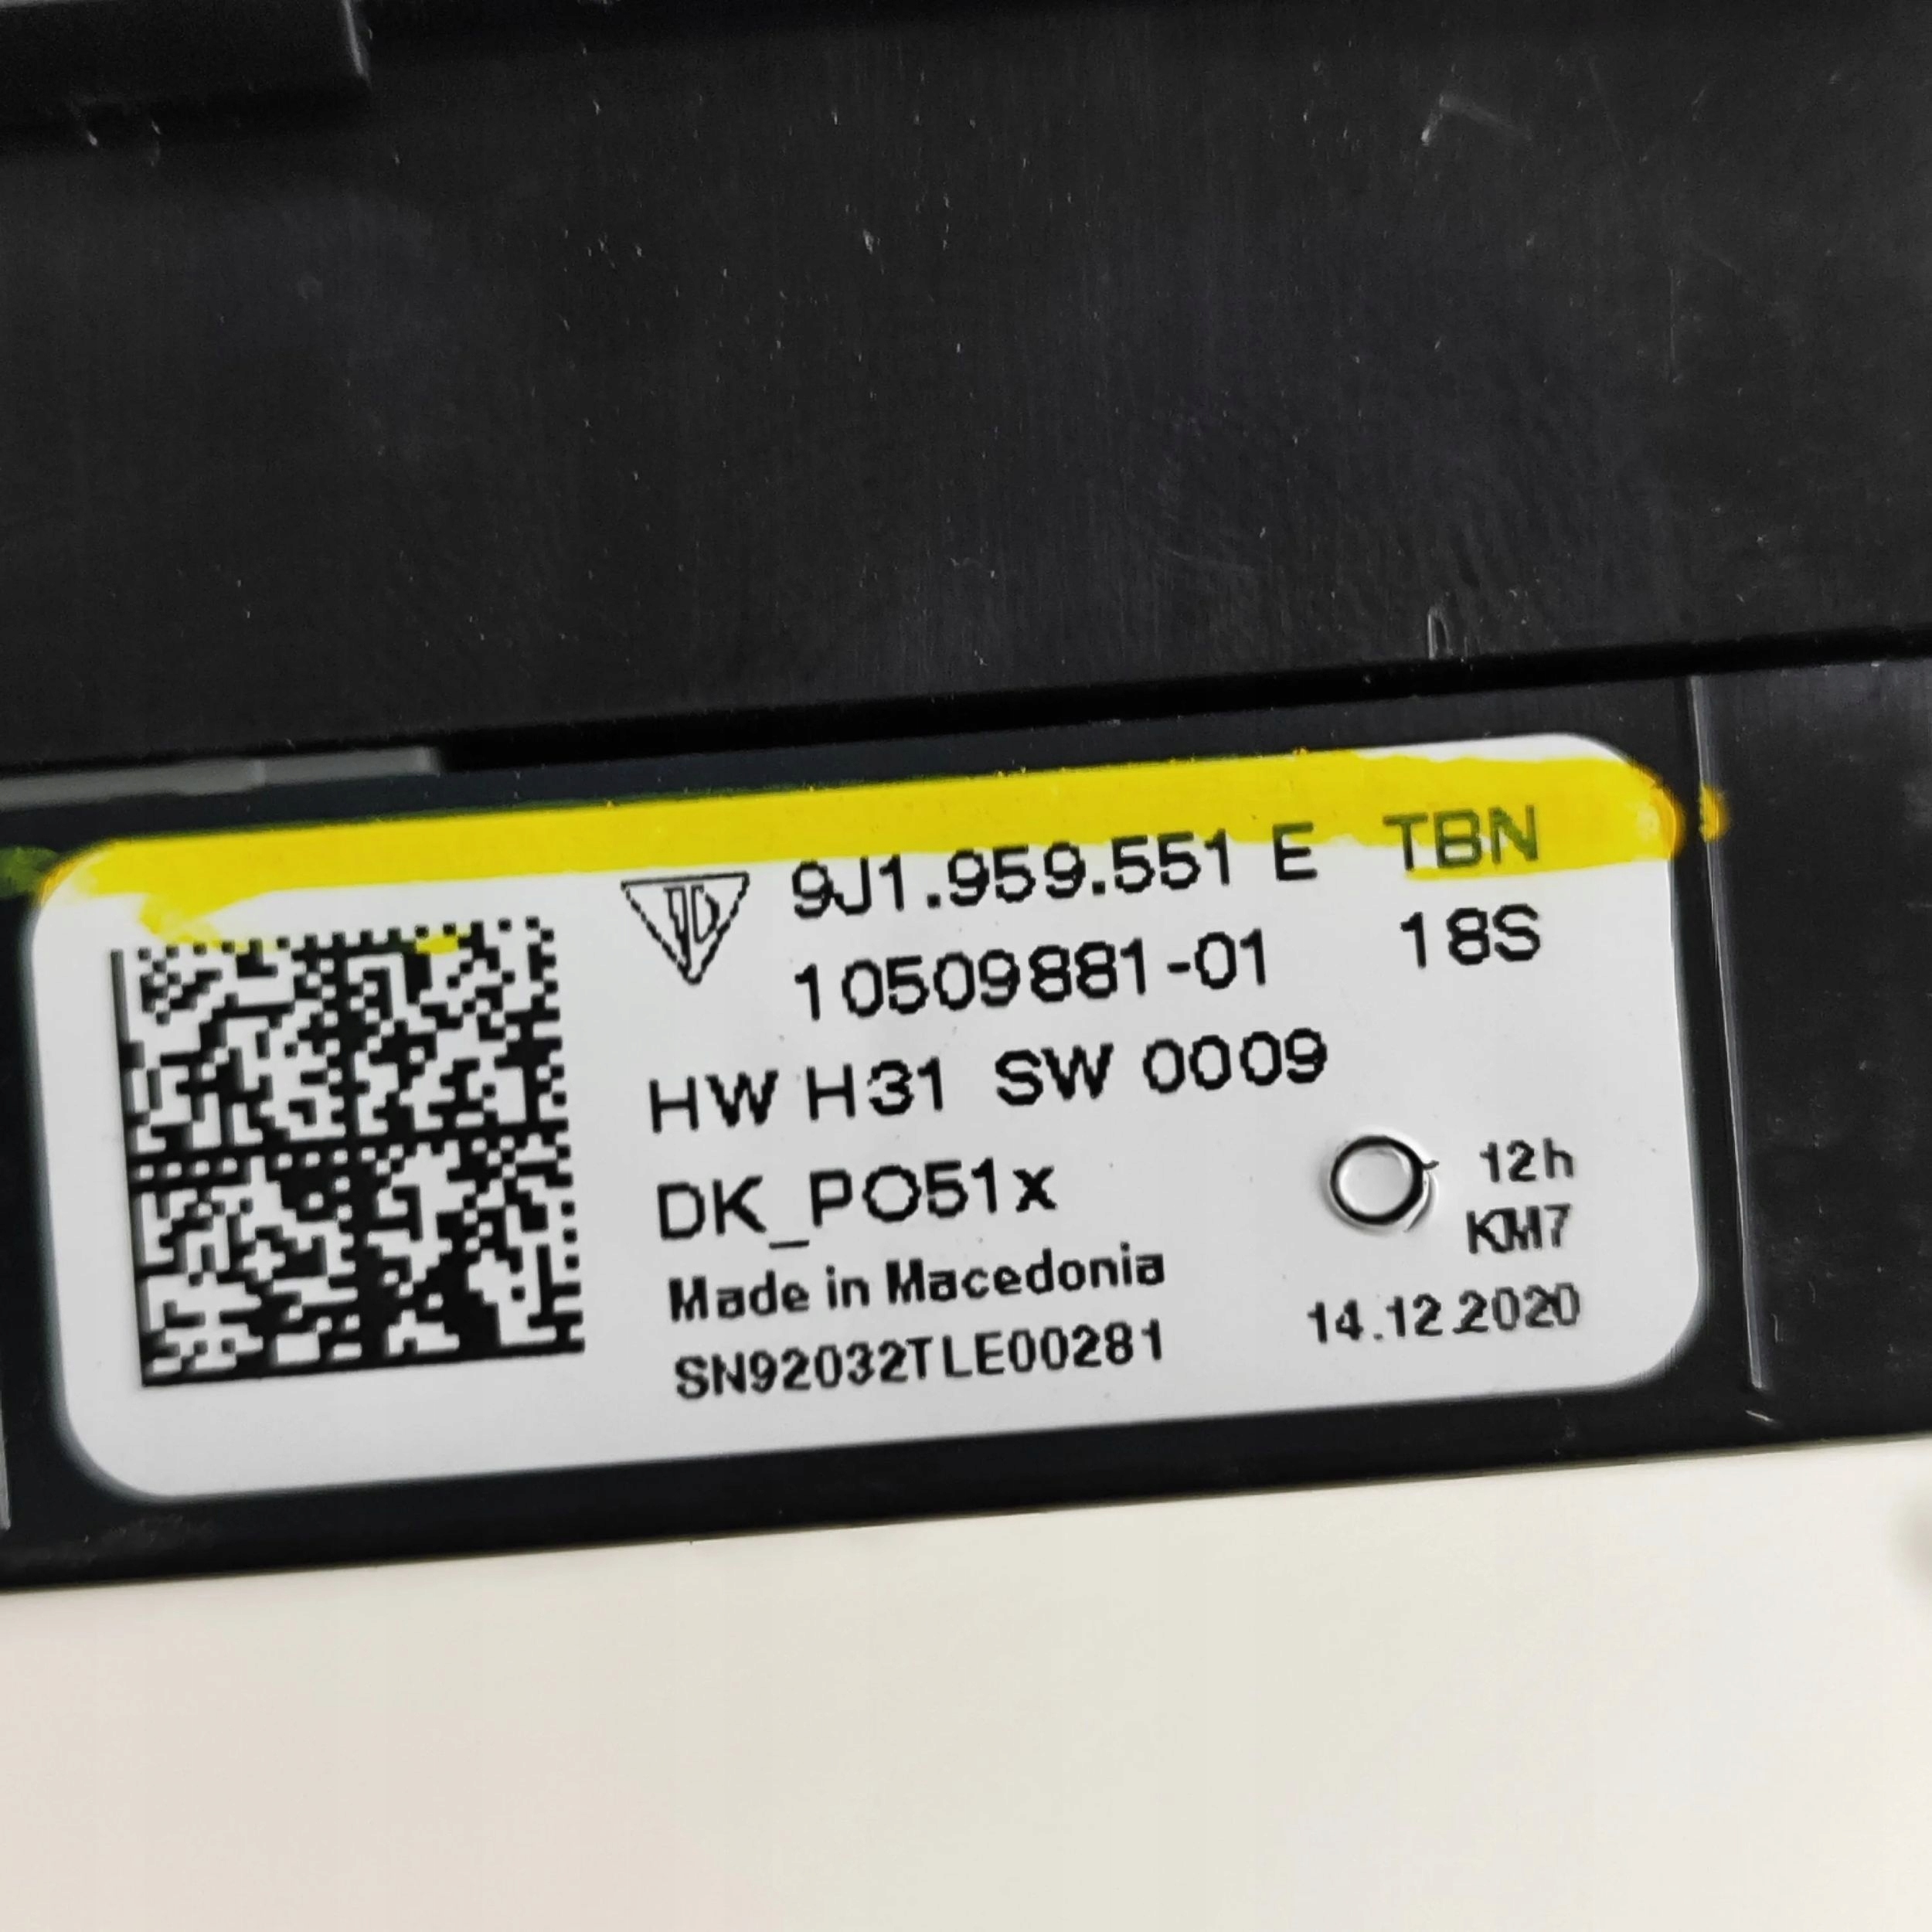 9J1.959.551 E TBN
10509881-01 18S
HW H31 SW 0009
DK_PO51x
12h
KM7
Made in Macedonia
14.12.2020
SN92032TLE00281